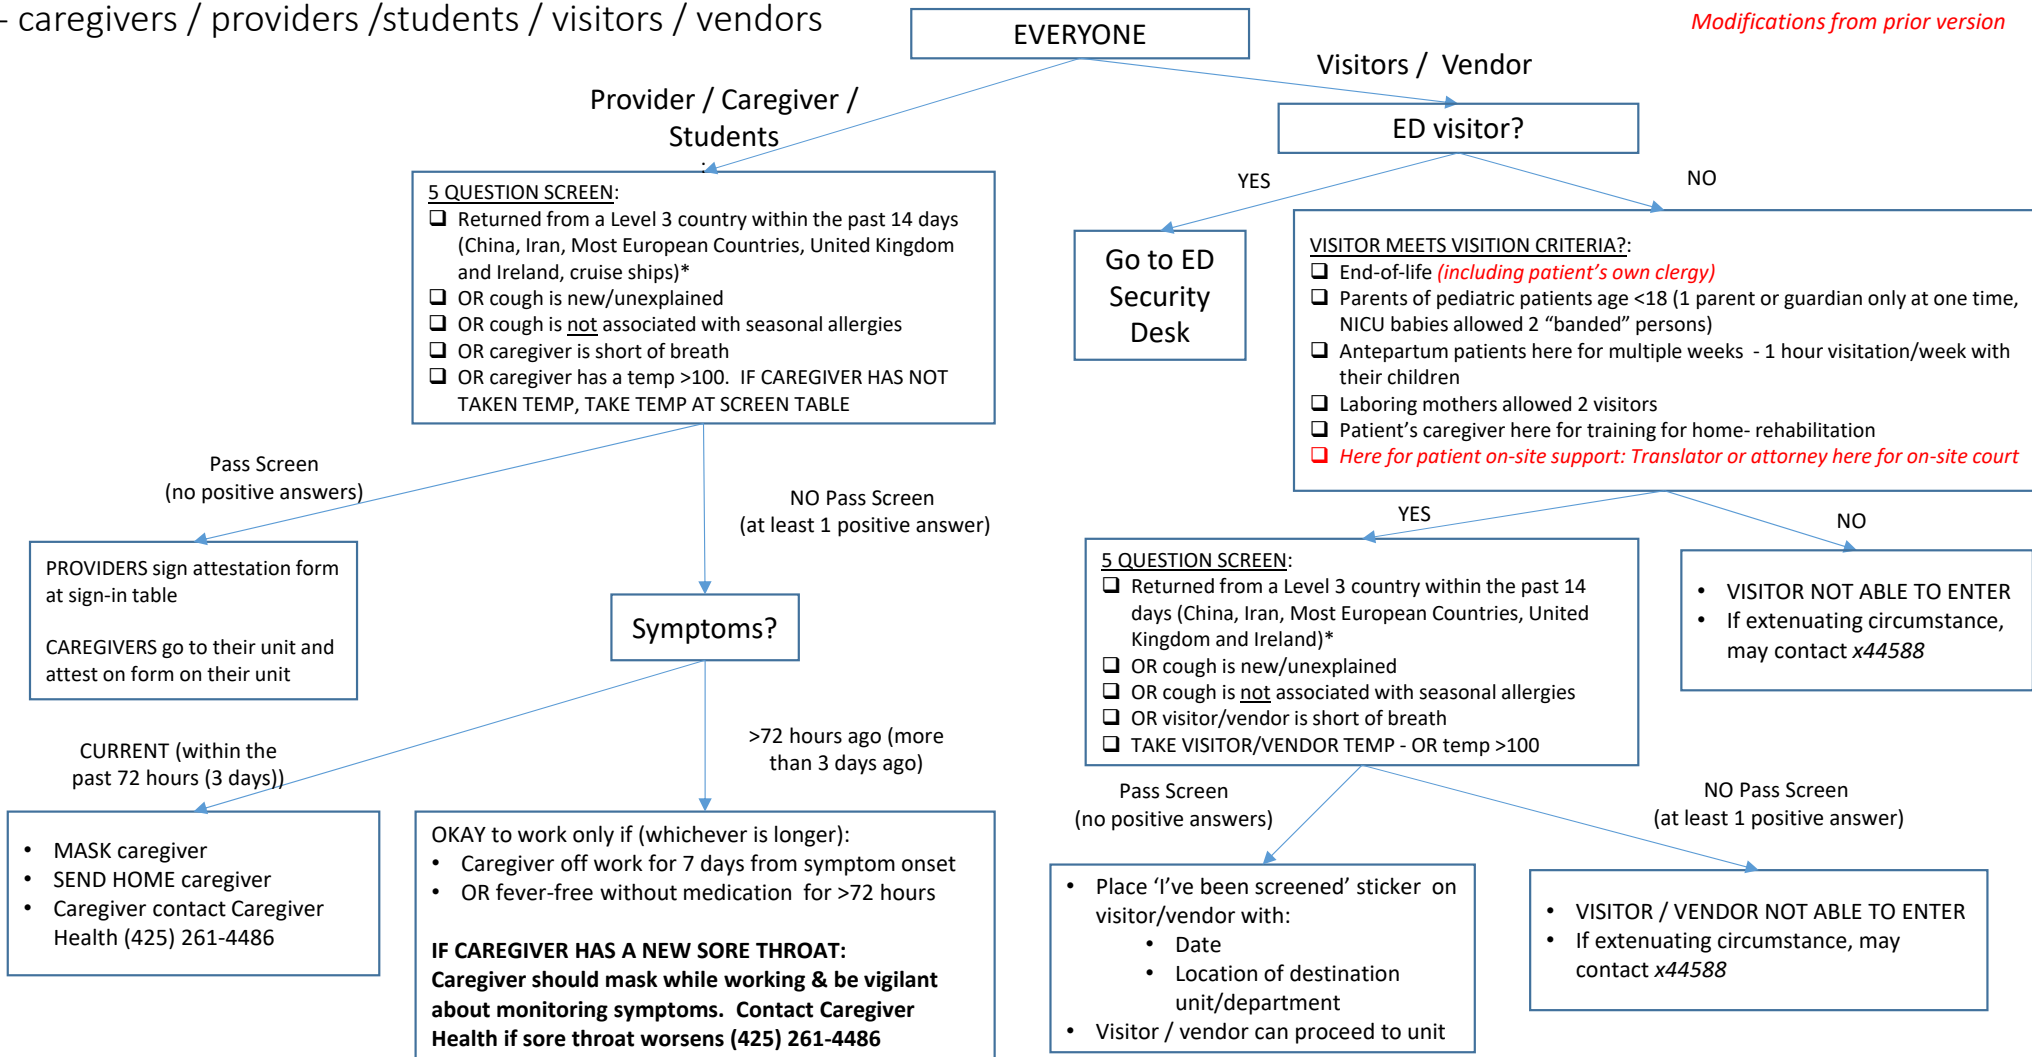 - caregivers / providers /students / visitors / vendors
Modifications from prior version
EVERYONE
Provider / Caregiver /
Students
:
Visitors / Vendor
ED visitor?
YES
NO
5 QUESTION SCREEN:
❑ Returned from a Level 3 country within the past 14 days
(China, Iran, Most European Countries, United Kingdom
and Ireland, cruise ships)*
❑ OR cough is new/unexplained
❑ OR cough is not associated with seasonal allergies
❑ OR caregiver is short of breath
❑ OR caregiver has a temp >100. IF CAREGIVER HAS NOT
TAKEN TEMP, TAKE TEMP AT SCREEN TABLE
Go to ED
Security
Desk
VISITOR MEETS VISITION CRITERIA?:
❑ End-of-life (including patient's own clergy)
❑ Parents of pediatric patients age <18 (1 parent or guardian only at one time,
NICU babies allowed 2 "banded" persons)
❑ Antepartum patients here for multiple weeks - 1 hour visitation/week with
their children
❑ Laboring mothers allowed 2 visitors
❑ Patient's caregiver here for training for home- rehabilitation
❑ Here for patient on-site support: Translator or attorney here for on-site court
Pass Screen
(no positive answers)
NO Pass Screen
(at least 1 positive answer)
YES
NO
PROVIDERS sign attestation form
at sign-in table
CAREGIVERS go to their unit and
attest on form on their unit
Symptoms?
5 QUESTION SCREEN:
❑ Returned from a Level 3 country within the past 14
days (China, Iran, Most European Countries, United
Kingdom and Ireland)*
❑ OR cough is new/unexplained
❑ OR cough is not associated with seasonal allergies
❑ OR visitor/vendor is short of breath
❑ TAKE VISITOR/VENDOR TEMP - OR temp >100
• VISITOR NOT ABLE TO ENTER
• If extenuating circumstance,
may contact x44588
CURRENT (within the
past 72 hours (3 days))
>72 hours ago (more
than 3 days ago)
Pass Screen
(no positive answers)
NO Pass Screen
(at least 1 positive answer)
• MASK caregiver
• SEND HOME caregiver
• Caregiver contact Caregiver
Health (425) 261-4486
OKAY to work only if (whichever is longer):
• Caregiver off work for 7 days from symptom onset
• OR fever-free without medication for >72 hours
IF CAREGIVER HAS A NEW SORE THROAT:
Caregiver should mask while working & be vigilant
about monitoring symptoms. Contact Caregiver
Health if sore throat worsens (425) 261-4486
• Place 'I've been screened' sticker on
visitor/vendor with:
• Date
• Location of destination
unit/department
• Visitor / vendor can proceed to unit
• VISITOR / VENDOR NOT ABLE TO ENTER
• If extenuating circumstance, may
contact x44588